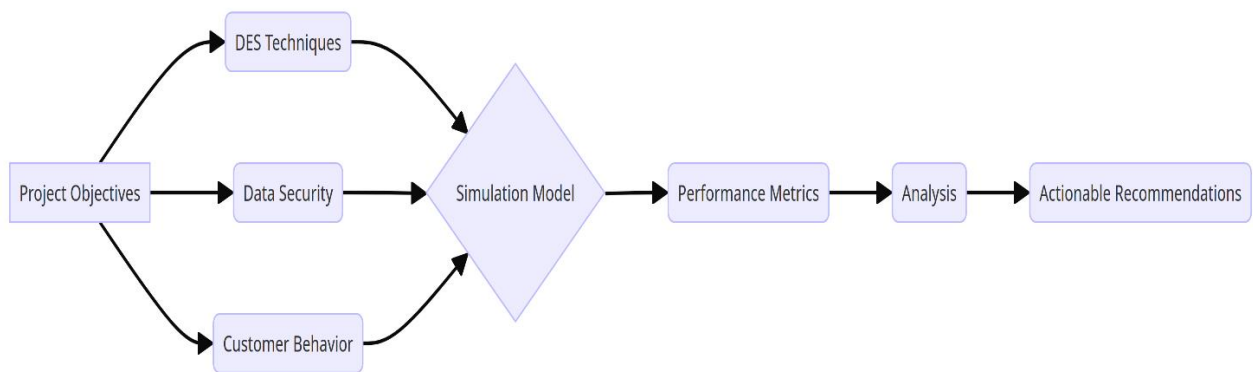 DES Techniques
Project Objectives
Data Security
Simulation Model
Performance Metrics
Analysis
Actionable Recommendations
Customer Behavior